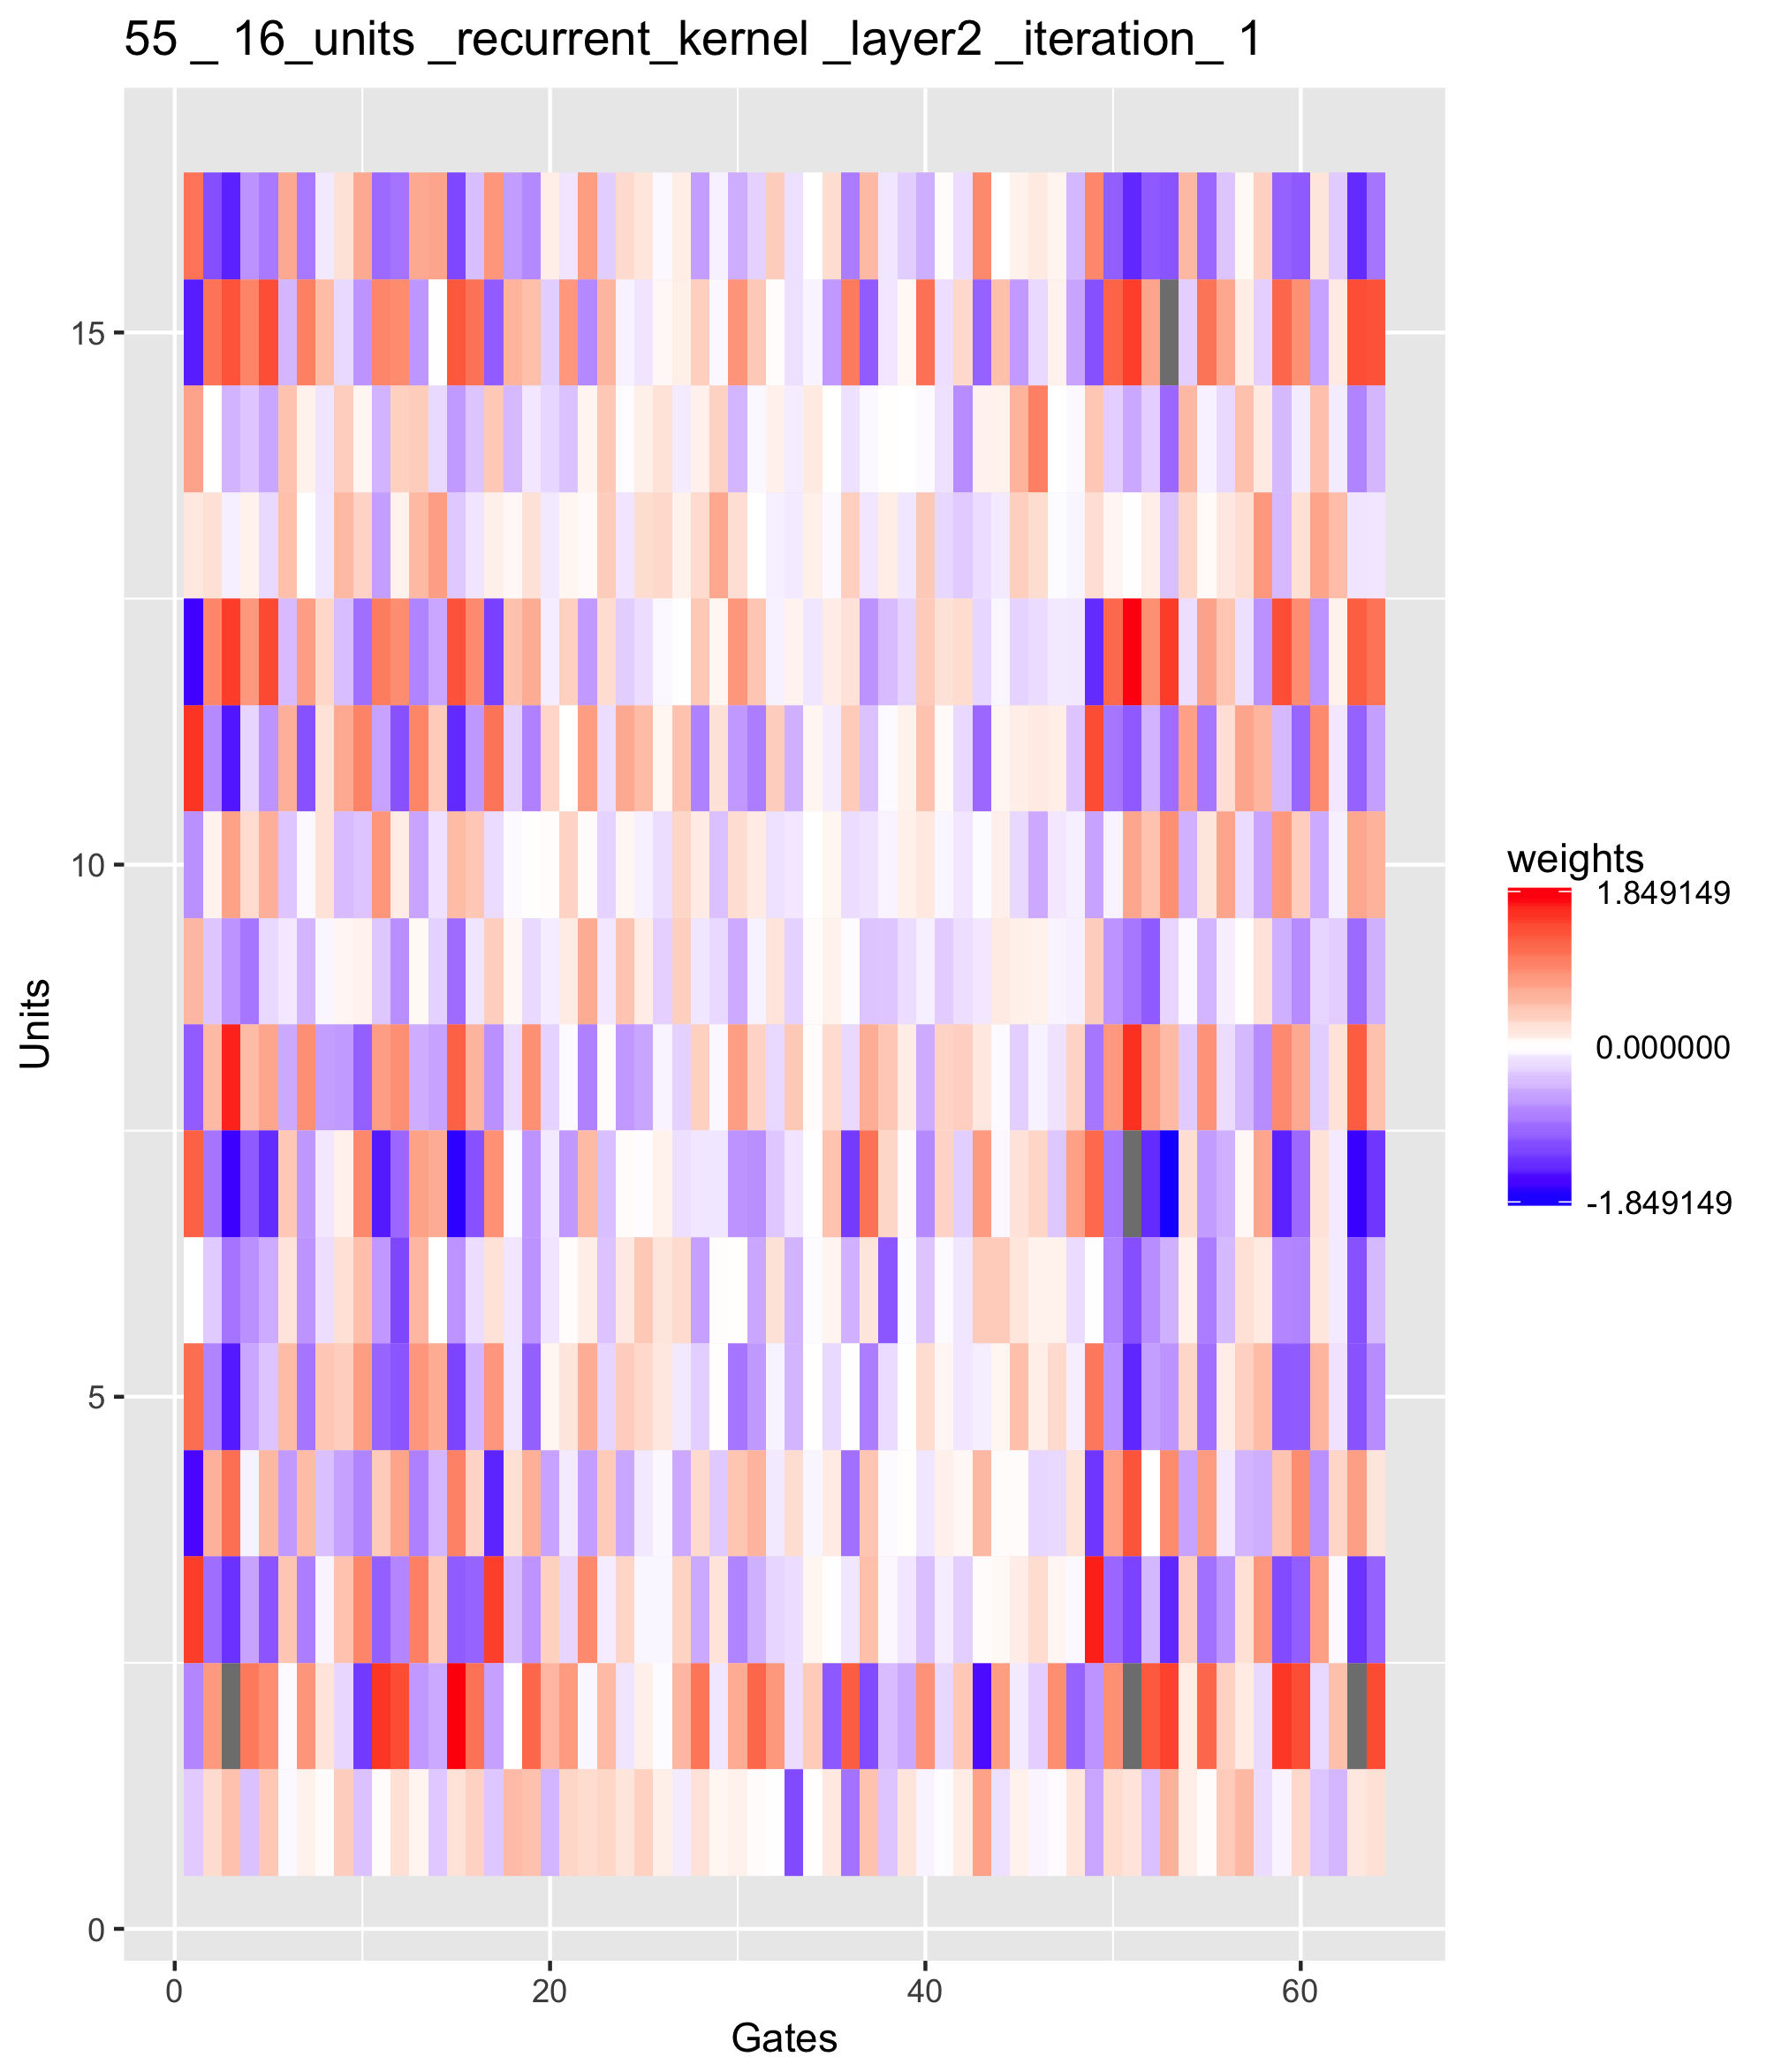 55 _ 16_units _recurrent_kernel _layer2 _iteration_ 1
15
10
5
0
Units
0 20 40 60
Gates
weights
1.849149
0.000000
-1.849149